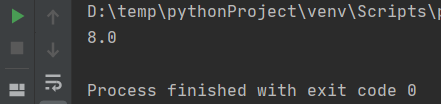 D:\temp\pythonProject\venv\Scripts\
8.0
Process finished with exit code 0